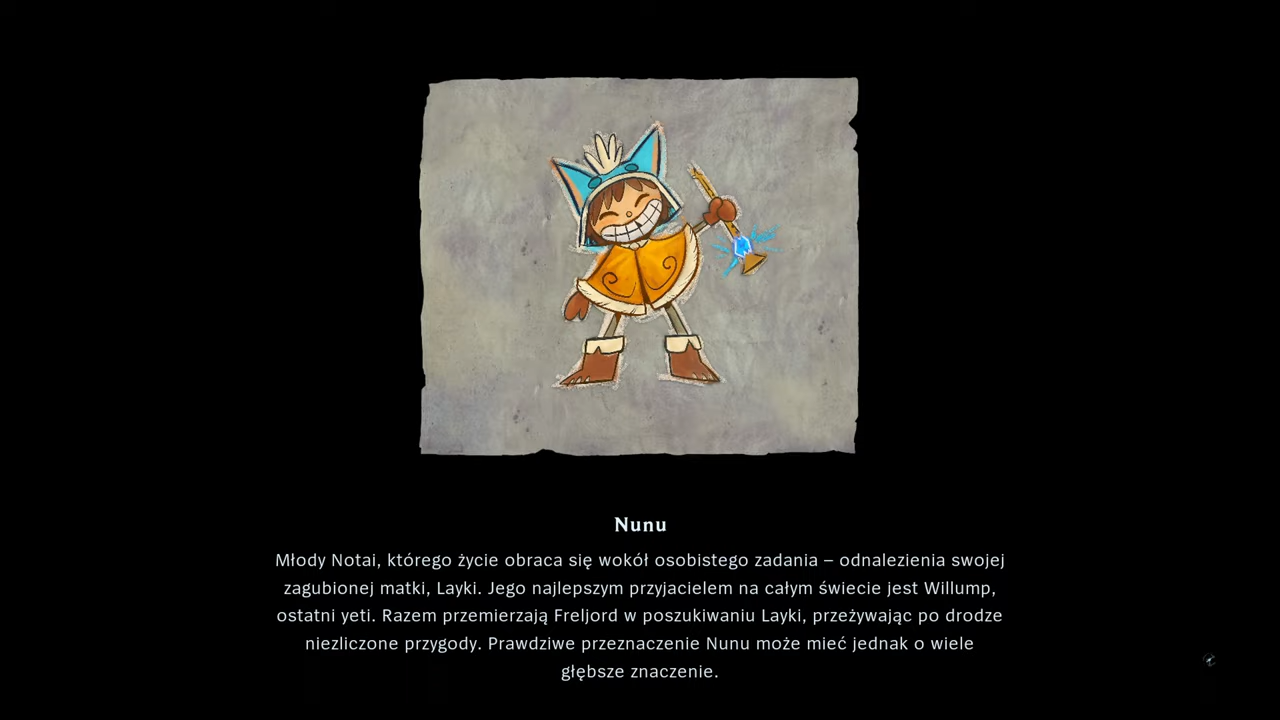 Nunu
Młody Notai, którego życie obraca się wokół osobistego zadania – odnalezienia swojej
zagubionej matki, Layki. Jego najlepszym przyjacielem na całym świecie jest Willump,
ostatni yeti. Razem przemierzają Freljord w poszukiwaniu Layki, przeżywając po drodze
niezliczone przygody. Prawdziwe przeznaczenie Nunu może mieć jednak o wiele
głębsze znaczenie.